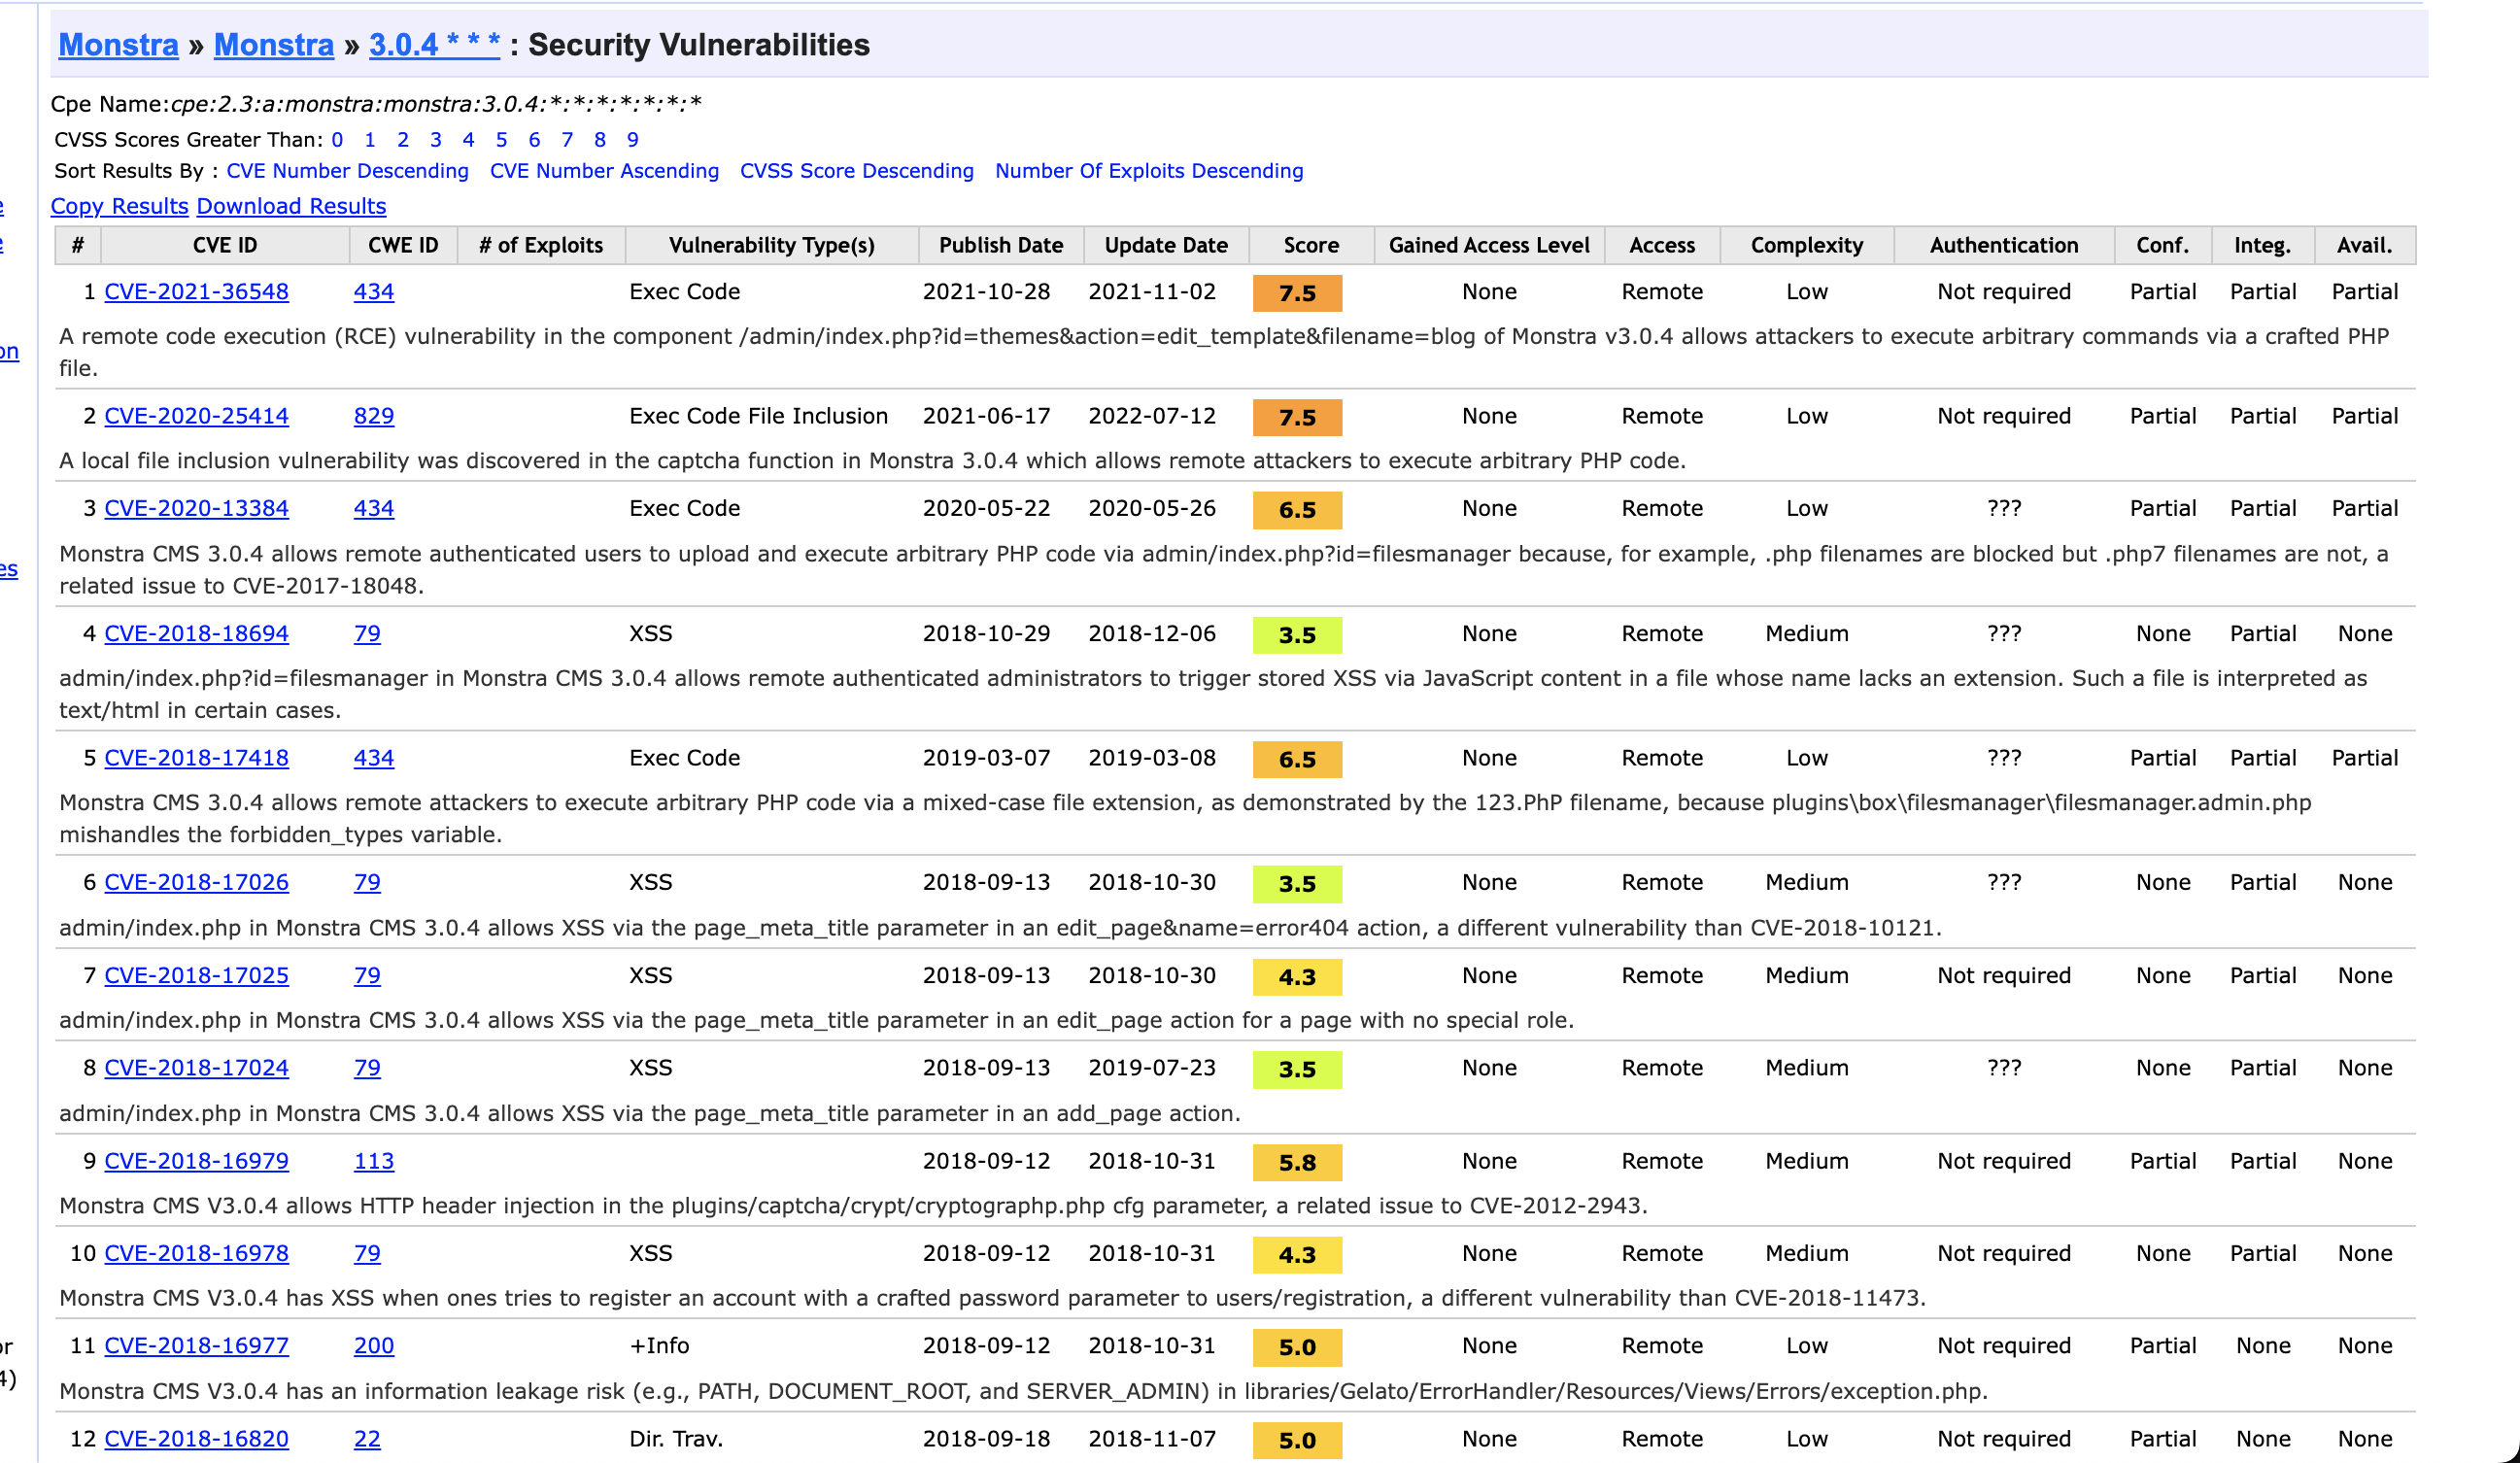 Monstra » Monstra » 3.0.4 * * * : Security Vulnerabilities
Cpe Name:cpe:2.3:a:monstra:monstra:3.0.4:*:*:*:*:*:*:*
CVSS Scores Greater Than: 0 1 2 3 4 5 6 7 8 9
Sort Results By : CVE Number Descending CVE Number Ascending CVSS Score Descending Number Of Exploits Descending
Copy Results Download Results
# CVE ID CWE ID # of Exploits Vulnerability Type(s) Publish Date Update Date Score Gained Access Level Access Complexity Authentication Conf. Integ. Avail.
1 CVE-2021-36548 434 Exec Code 2021-10-28 2021-11-02 7.5 None Remote Low Not required Partial Partial Partial
A remote code execution (RCE) vulnerability in the component /admin/index.php?id=themes&action=edit_template&filename=blog of Monstra v3.0.4 allows attackers to execute arbitrary commands via a crafted PHP
file.
2 CVE-2020-25414 829 Exec Code File Inclusion 2021-06-17 2022-07-12 7.5 None Remote Low Not required Partial Partial Partial
A local file inclusion vulnerability was discovered in the captcha function in Monstra 3.0.4 which allows remote attackers to execute arbitrary PHP code.
3 CVE-2020-13384 434 Exec Code 2020-05-22 2020-05-26 6.5 None Remote Low ??? Partial Partial Partial
Monstra CMS 3.0.4 allows remote authenticated users to upload and execute arbitrary PHP code via admin/index.php?id=filesmanager because, for example, .php filenames are blocked but .php7 filenames are not, a
related issue to CVE-2017-18048.
4 CVE-2018-18694 79 XSS 2018-10-29 2018-12-06 3.5 None Remote Medium ??? None Partial None
admin/index.php?id=filesmanager in Monstra CMS 3.0.4 allows remote authenticated administrators to trigger stored XSS via JavaScript content in a file whose name lacks an extension. Such a file is interpreted as
text/html in certain cases.
5 CVE-2018-17418 434 Exec Code 2019-03-07 2019-03-08 6.5 None Remote Low ??? Partial Partial Partial
Monstra CMS 3.0.4 allows remote attackers to execute arbitrary PHP code via a mixed-case file extension, as demonstrated by the 123.PhP filename, because plugins\box\filesmanager\filesmanager.admin.php
mishandles the forbidden_types variable.
6 CVE-2018-17026 79 XSS 2018-09-13 2018-10-30 3.5 None Remote Medium ??? None Partial None
admin/index.php in Monstra CMS 3.0.4 allows XSS via the page_meta_title parameter in an edit_page&name=error404 action, a different vulnerability than CVE-2018-10121.
7 CVE-2018-17025 79 XSS 2018-09-13 2018-10-30 4.3 None Remote Medium Not required None Partial None
admin/index.php in Monstra CMS 3.0.4 allows XSS via the page_meta_title parameter in an edit_page action for a page with no special role.
8 CVE-2018-17024 79 XSS 2018-09-13 2019-07-23 3.5 None Remote Medium ??? None Partial None
admin/index.php in Monstra CMS 3.0.4 allows XSS via the page_meta_title parameter in an add_page action.
9 CVE-2018-16979 113 2018-09-12 2018-10-31 5.8 None Remote Medium Not required Partial Partial None
Monstra CMS V3.0.4 allows HTTP header injection in the plugins/captcha/crypt/cryptographp.php cfg parameter, a related issue to CVE-2012-2943.
10 CVE-2018-16978 79 XSS 2018-09-12 2018-10-31 4.3 None Remote Medium Not required None Partial None
Monstra CMS V3.0.4 has XSS when ones tries to register an account with a crafted password parameter to users/registration, a different vulnerability than CVE-2018-11473.
11 CVE-2018-16977 200 +Info 2018-09-12 2018-10-31 5.0 None Remote Low Not required Partial None None
Monstra CMS V3.0.4 has an information leakage risk (e.g., PATH, DOCUMENT_ROOT, and SERVER_ADMIN) in libraries/Gelato/ErrorHandler/Resources/Views/Errors/exception.php.
12 CVE-2018-16820 22 Dir. Trav. 2018-09-18 2018-11-07 5.0 None Remote Low Not required Partial None None